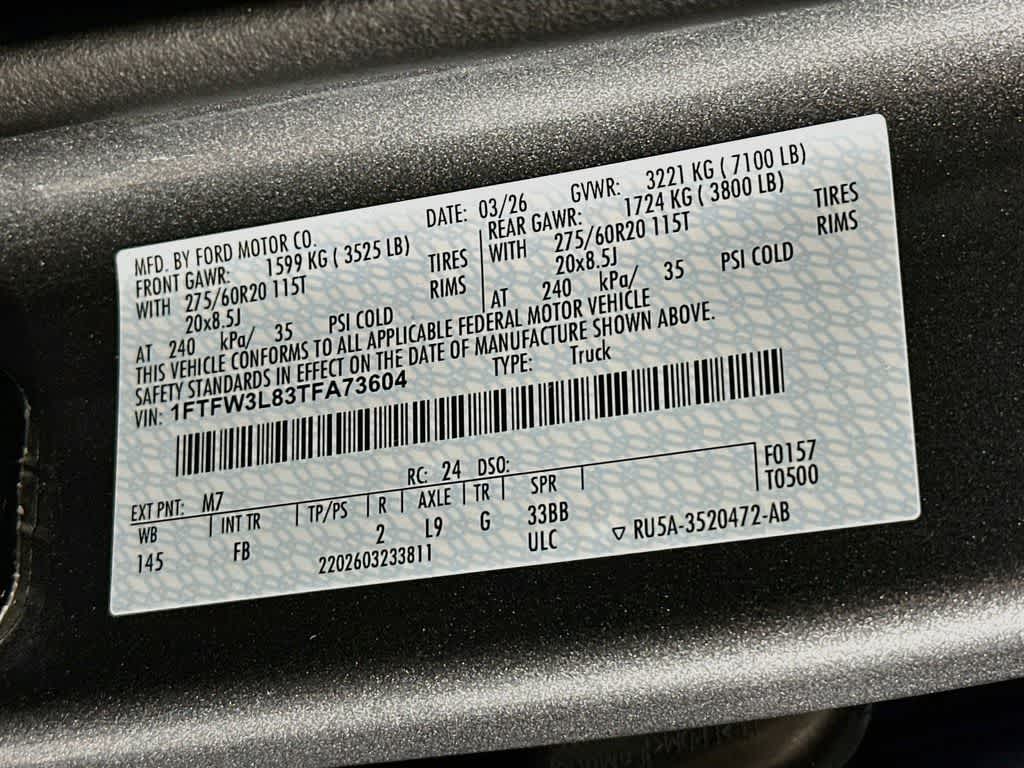 MFD. BY FORD MOTOR CO. DATE: 03/26 GVWR: 3221 KG ( 7100 LB)
FRONT GAWR: 1599 KG ( 3525 LB) REAR GAWR: 1724 KG ( 3800 LB)
WITH 275/60R20 115T TIRES WITH 275/60R20 115T TIRES
20x8.5J RIMS 20x8.5J RIMS
AT 240 kPa/ 35 PSI COLD AT 240 kPa/ 35 PSI COLD
THIS VEHICLE CONFORMS TO ALL APPLICABLE FEDERAL MOTOR VEHICLE
SAFETY STANDARDS IN EFFECT ON THE DATE OF MANUFACTURE SHOWN ABOVE.
VIN: 1FTFW3L83TFA73604 TYPE: Truck
EXT PNT: M7 RC: 24 DSO: F0157
WB INT TR TP/PS R AXLE TR SPR T0500
145 FB 2 L9 G 33BB
2202603233811 ULC ▽ RU5A-3520472-AB